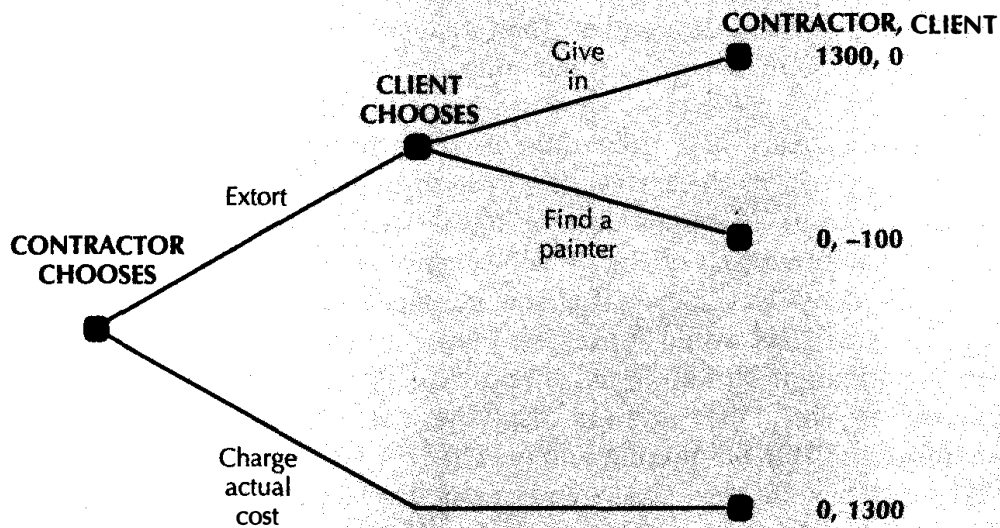 CONTRACTOR, CLIENT
Give
in
1300, 0
CLIENT
CHOOSES
Extort
Find a
painter
0, –100
CONTRACTOR
CHOOSES
Charge
actual
cost
0, 1300